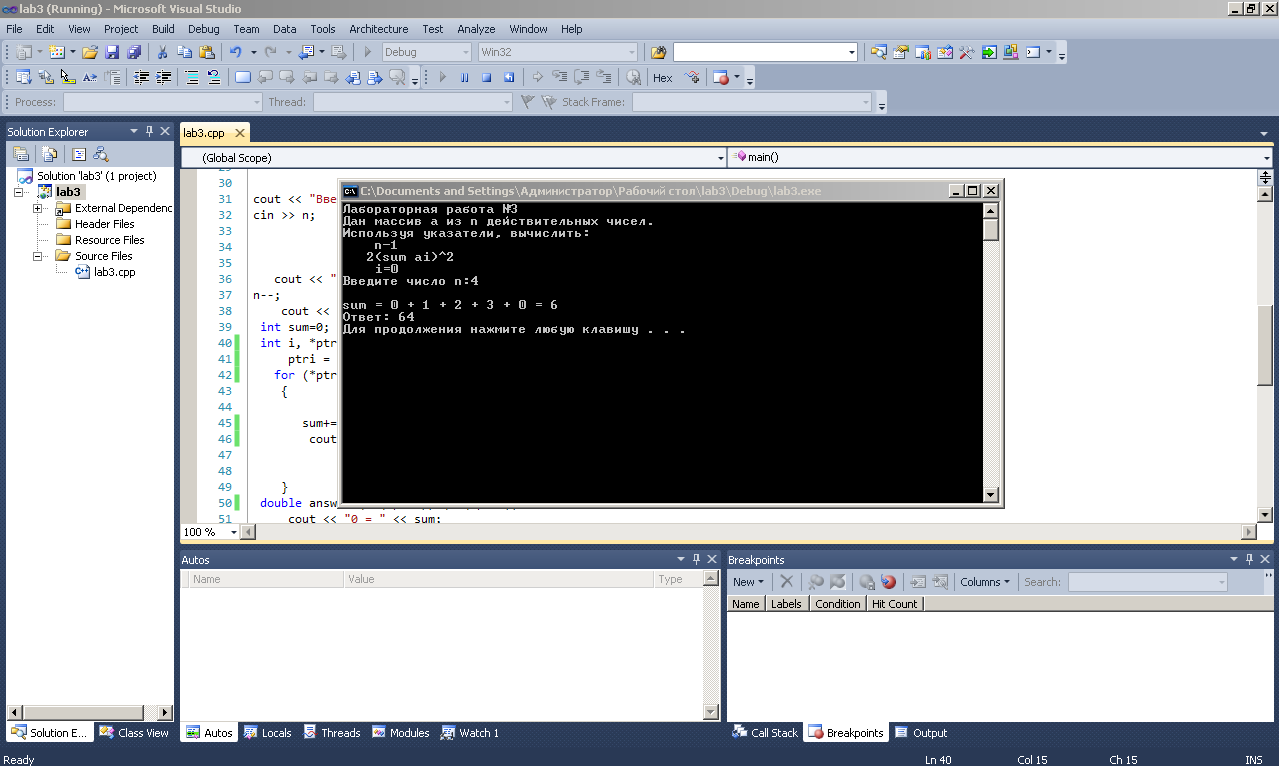 lab3 (Running) - Microsoft Visual Studio
File Edit View Project Build Debug Team Data Tools Architecture Test Analyze Window Help
Debug Win32
Hex
Process: Thread: Stack Frame:
Solution Explorer
Solution 'lab3' (1 project)
lab3
External Dependenc
Header Files
Resource Files
Source Files
lab3.cpp
Solution E... Class View
lab3.cpp
(Global Scope) main()
29
30
31 cout << "Вве
32 cin >> n;
33
34
35
36 cout << "
37 n--;
38 cout <<
39 int sum=0;
40 int i, *ptr
41 ptri =
42 for (*ptr
43 {
44
45 sum+=
46 cout
47
48
49 }
50 double answ
51 cout << "0 = " << sum;
100 %
C:\Documents and Settings\Администратор\Рабочий стол\lab3\Debug\lab3.exe
Лабораторная работа №3
Дан массив a из n действительных чисел.
Используя указатели, вычислить:
n-1
2(sum ai)^2
i=0
Введите число n:4
sum = 0 + 1 + 2 + 3 + 0 = 6
Ответ: 64
Для продолжения нажмите любую клавишу . . .
Autos
Name Value Type
Autos Locals Threads Modules Watch 1
Breakpoints
New Columns Search:
Name Labels Condition Hit Count
Call Stack Breakpoints Output
Ready Ln 40 Col 15 Ch 15 INS